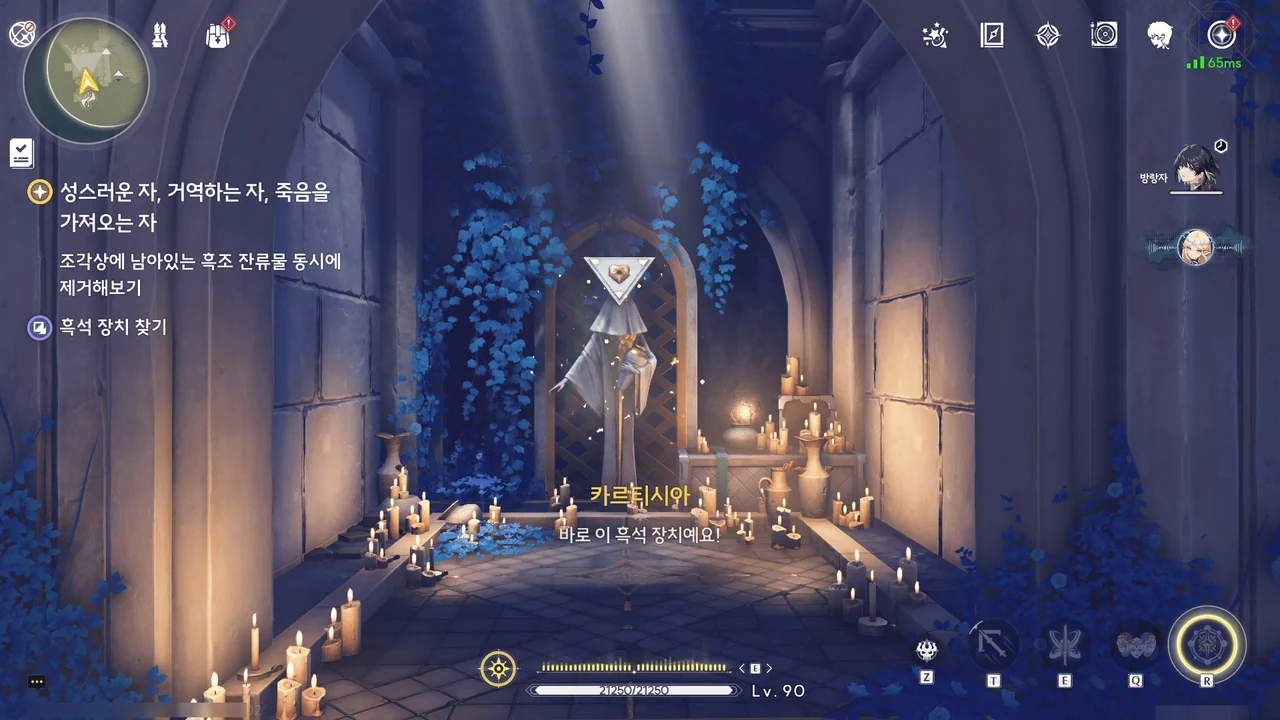 65ms
성스러운 자, 거역하는 자, 죽음을
가져오는 자
조각상에 남아있는 흑조 잔류물 동시에
제거해보기
흑석 장치 찾기
방랑자
카르티시아
바로 이 흑석 장치예요!
E
21250/21250
Lv. 90
Z
T
E
Q
R